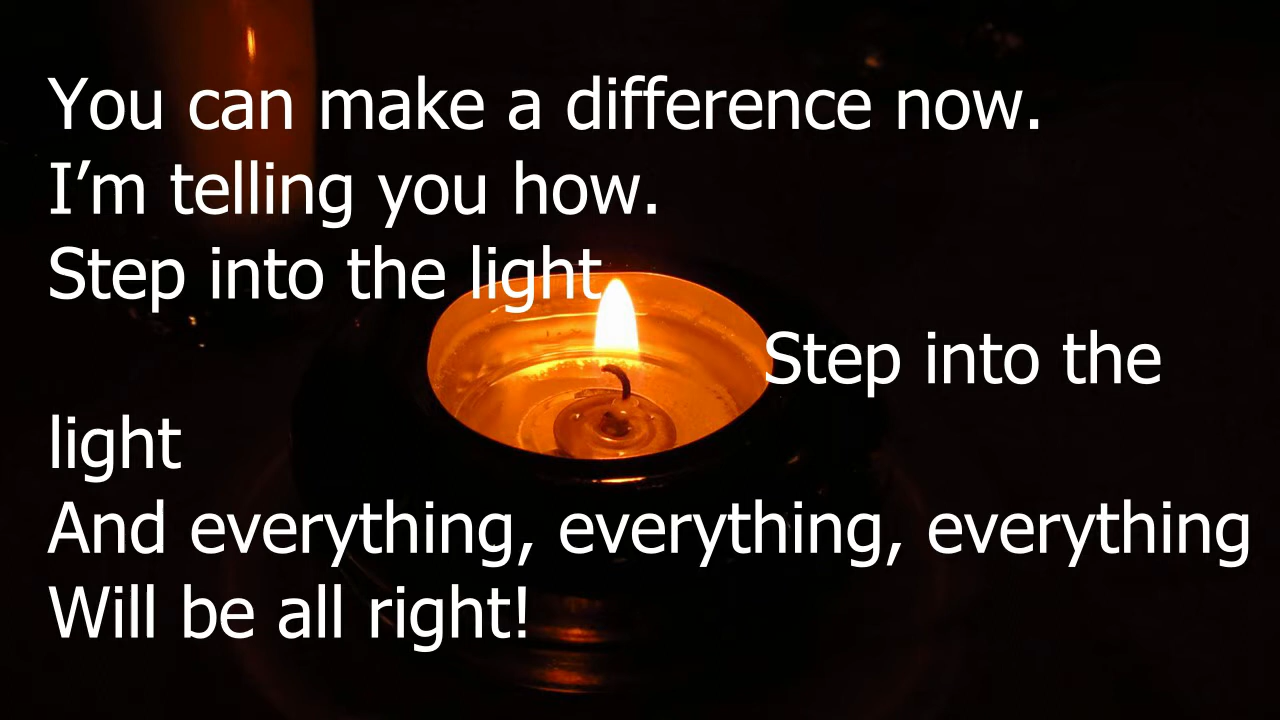 You can make a difference now.
I’m telling you how.
Step into the light
Step into the
light
And everything, everything, everything
Will be all right!